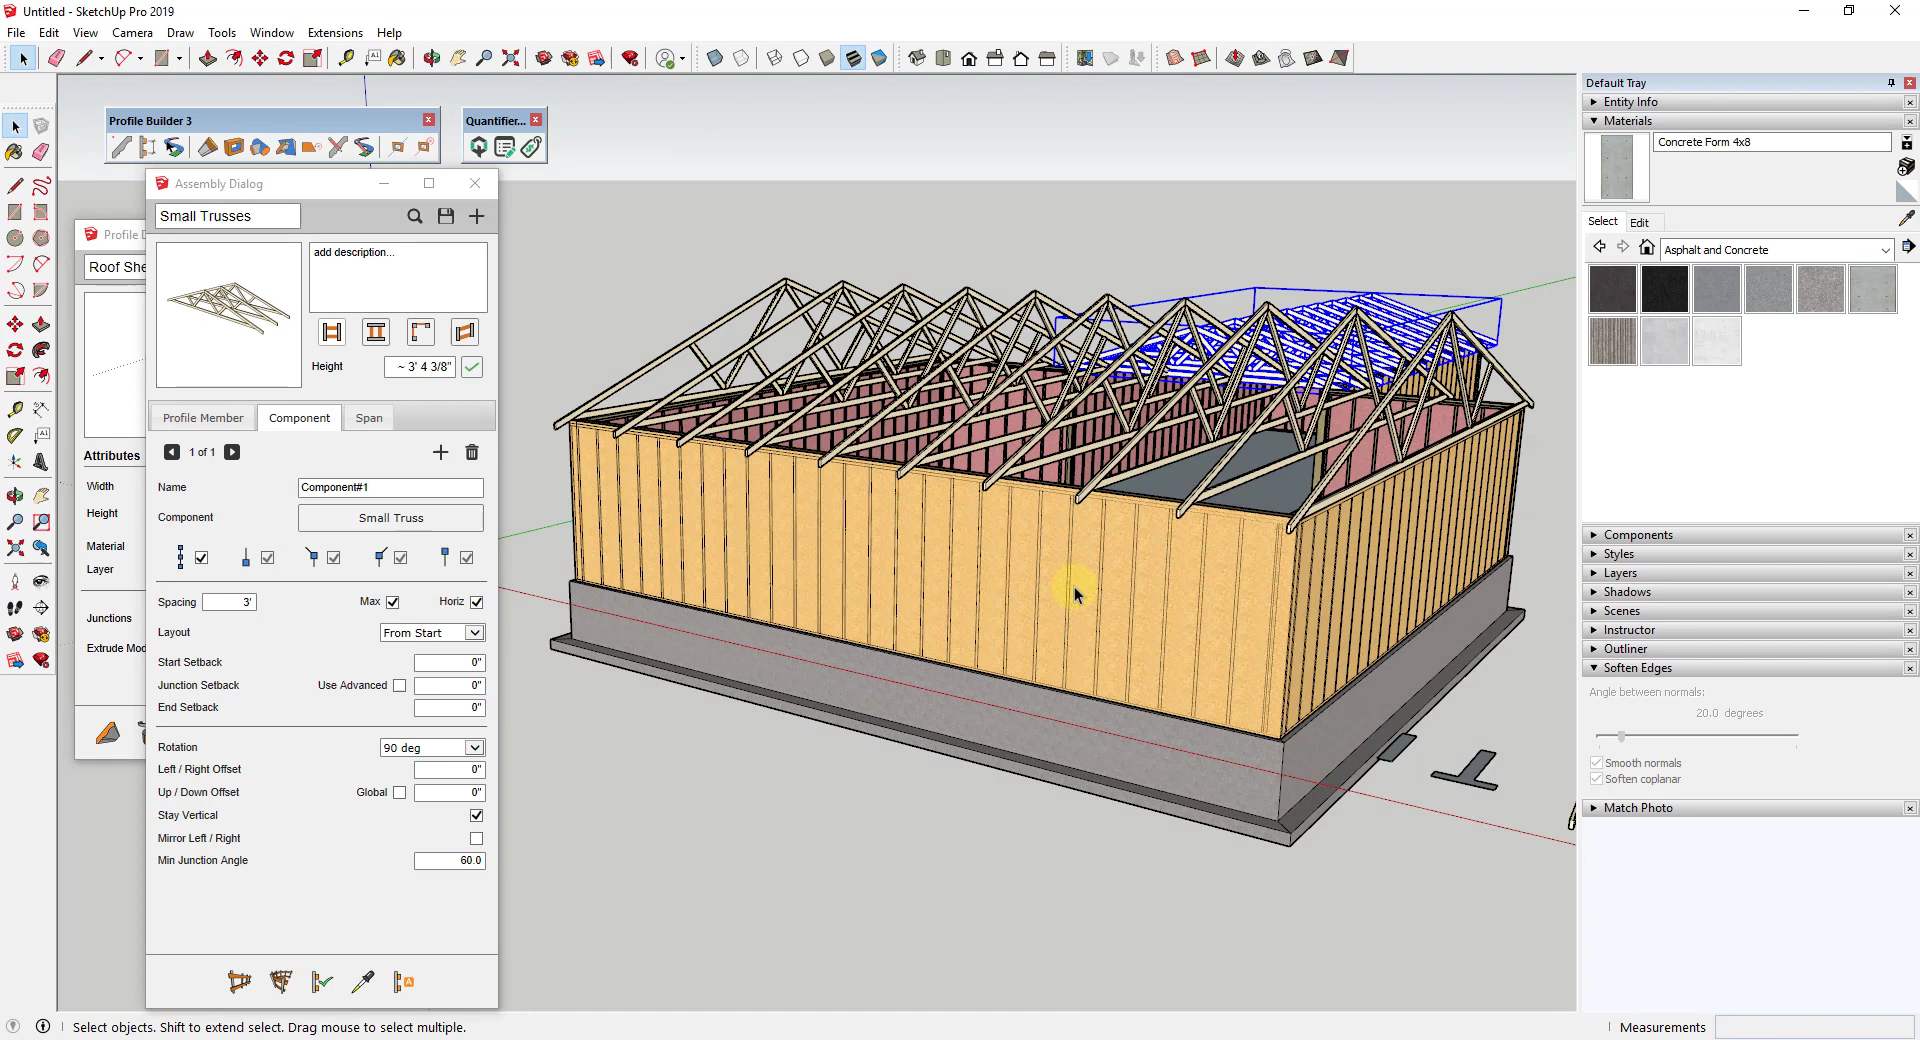 Untitled - SketchUp Pro 2019
File Edit View Camera Draw Tools Window Extensions Help
Profile Builder 3
Quantifier...
Assembly Dialog
Small Trusses
add description...
Height ~ 3' 4 3/8"
Profile Member Component Span
1 of 1
Name Component#1
Component Small Truss
Spacing 3' Max Horiz
Layout From Start
Start Setback 0"
Junction Setback Use Advanced 0"
End Setback 0"
Rotation 90 deg
Left / Right Offset 0"
Up / Down Offset Global 0"
Stay Vertical
Mirror Left / Right
Min Junction Angle 60.0
Profile D
Roof She
Attributes
Width
Height
Material
Layer
Junctions
Extrude Mod
Default Tray
Entity Info
Materials
Concrete Form 4x8
Select Edit
Asphalt and Concrete
Components
Styles
Layers
Shadows
Scenes
Instructor
Outliner
Soften Edges
Angle between normals:
20.0 degrees
Smooth normals
Soften coplanar
Match Photo
Select objects. Shift to extend select. Drag mouse to select multiple.
Measurements